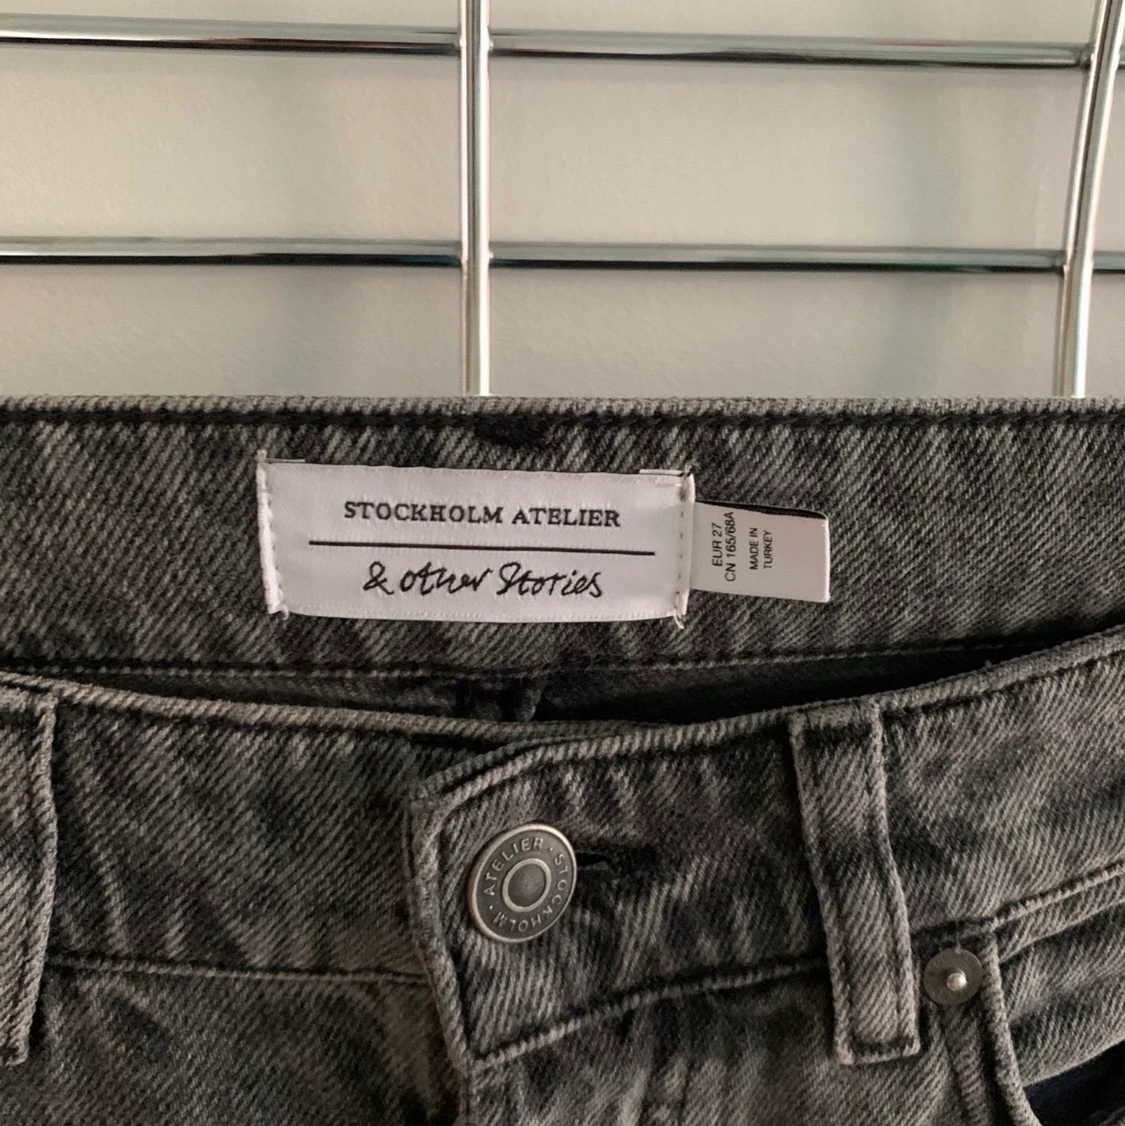 STOCKHOLM ATELIER
& other Stories
EUR 27
CN 165/68A
MADE IN
TURKEY
ATELIER · STOCKHOLM ·